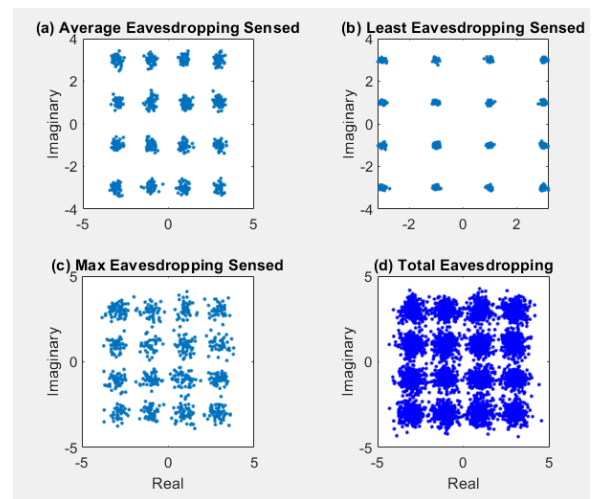 (a) Average Eavesdropping Sensed
4
2
0
-2
-4
Imaginary
-5
0
5
(b) Least Eavesdropping Sensed
4
2
0
-2
-4
Imaginary
-2
0
2
(c) Max Eavesdropping Sensed
5
0
-5
Imaginary
-5
0
5
Real
(d) Total Eavesdropping
5
0
-5
Imaginary
-5
0
5
Real